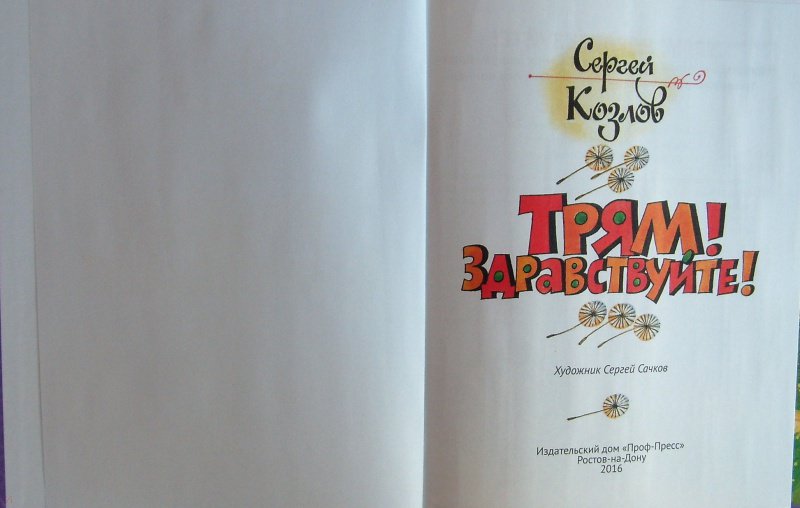 Сергей
Козлов
Трям!
Здравствуйте!
Художник Сергей Сачков
Издательский дом «Проф-Пресс»
Ростов-на-Дону
2016